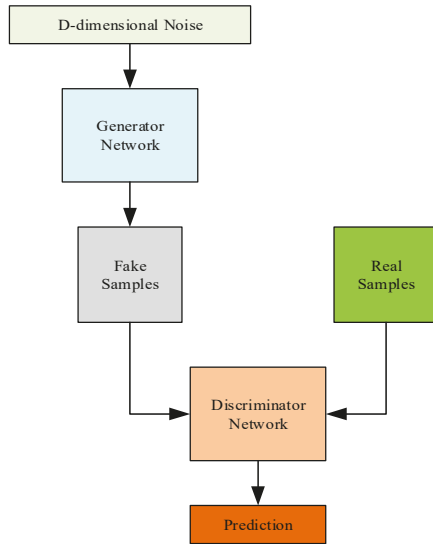 D-dimensional Noise
Generator
Network
Fake
Samples
Real
Samples
Discriminator
Network
Prediction